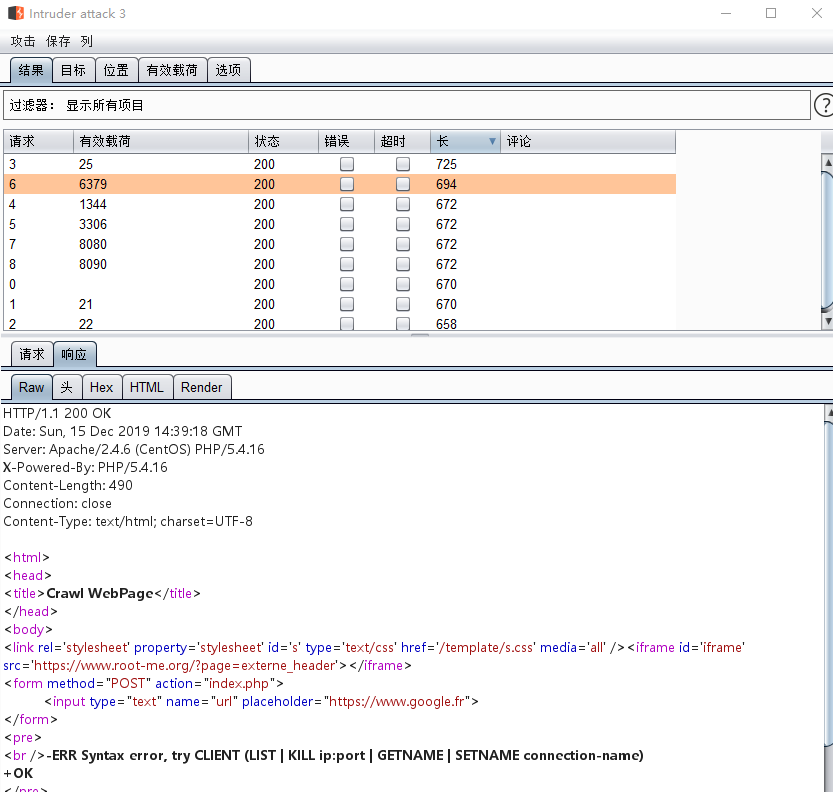 Intruder attack 3
攻击 保存 列
结果 目标 位置 有效载荷 选项
过滤器： 显示所有项目 ?
请求 有效载荷 状态 错误 超时 长 评论
3 25 200 725
6 6379 200 694
4 1344 200 672
5 3306 200 672
7 8080 200 672
8 8090 200 672
0 200 670
1 21 200 670
2 22 200 658
请求 响应
Raw 头 Hex HTML Render
HTTP/1.1 200 OK
Date: Sun, 15 Dec 2019 14:39:18 GMT
Server: Apache/2.4.6 (CentOS) PHP/5.4.16
X-Powered-By: PHP/5.4.16
Content-Length: 490
Connection: close
Content-Type: text/html; charset=UTF-8
<html>
<head>
<title>Crawl WebPage</title>
</head>
<body>
<link rel='stylesheet' property='stylesheet' id='s' type='text/css' href='/template/s.css' media='all' /><iframe id='iframe'
src='https://www.root-me.org/?page=externe_header'></iframe>
<form method="POST" action="index.php">
<input type="text" name="url" placeholder="https://www.google.fr">
</form>
<pre>
<br />-ERR Syntax error, try CLIENT (LIST | KILL ip:port | GETNAME | SETNAME connection-name)
+OK
</pre>